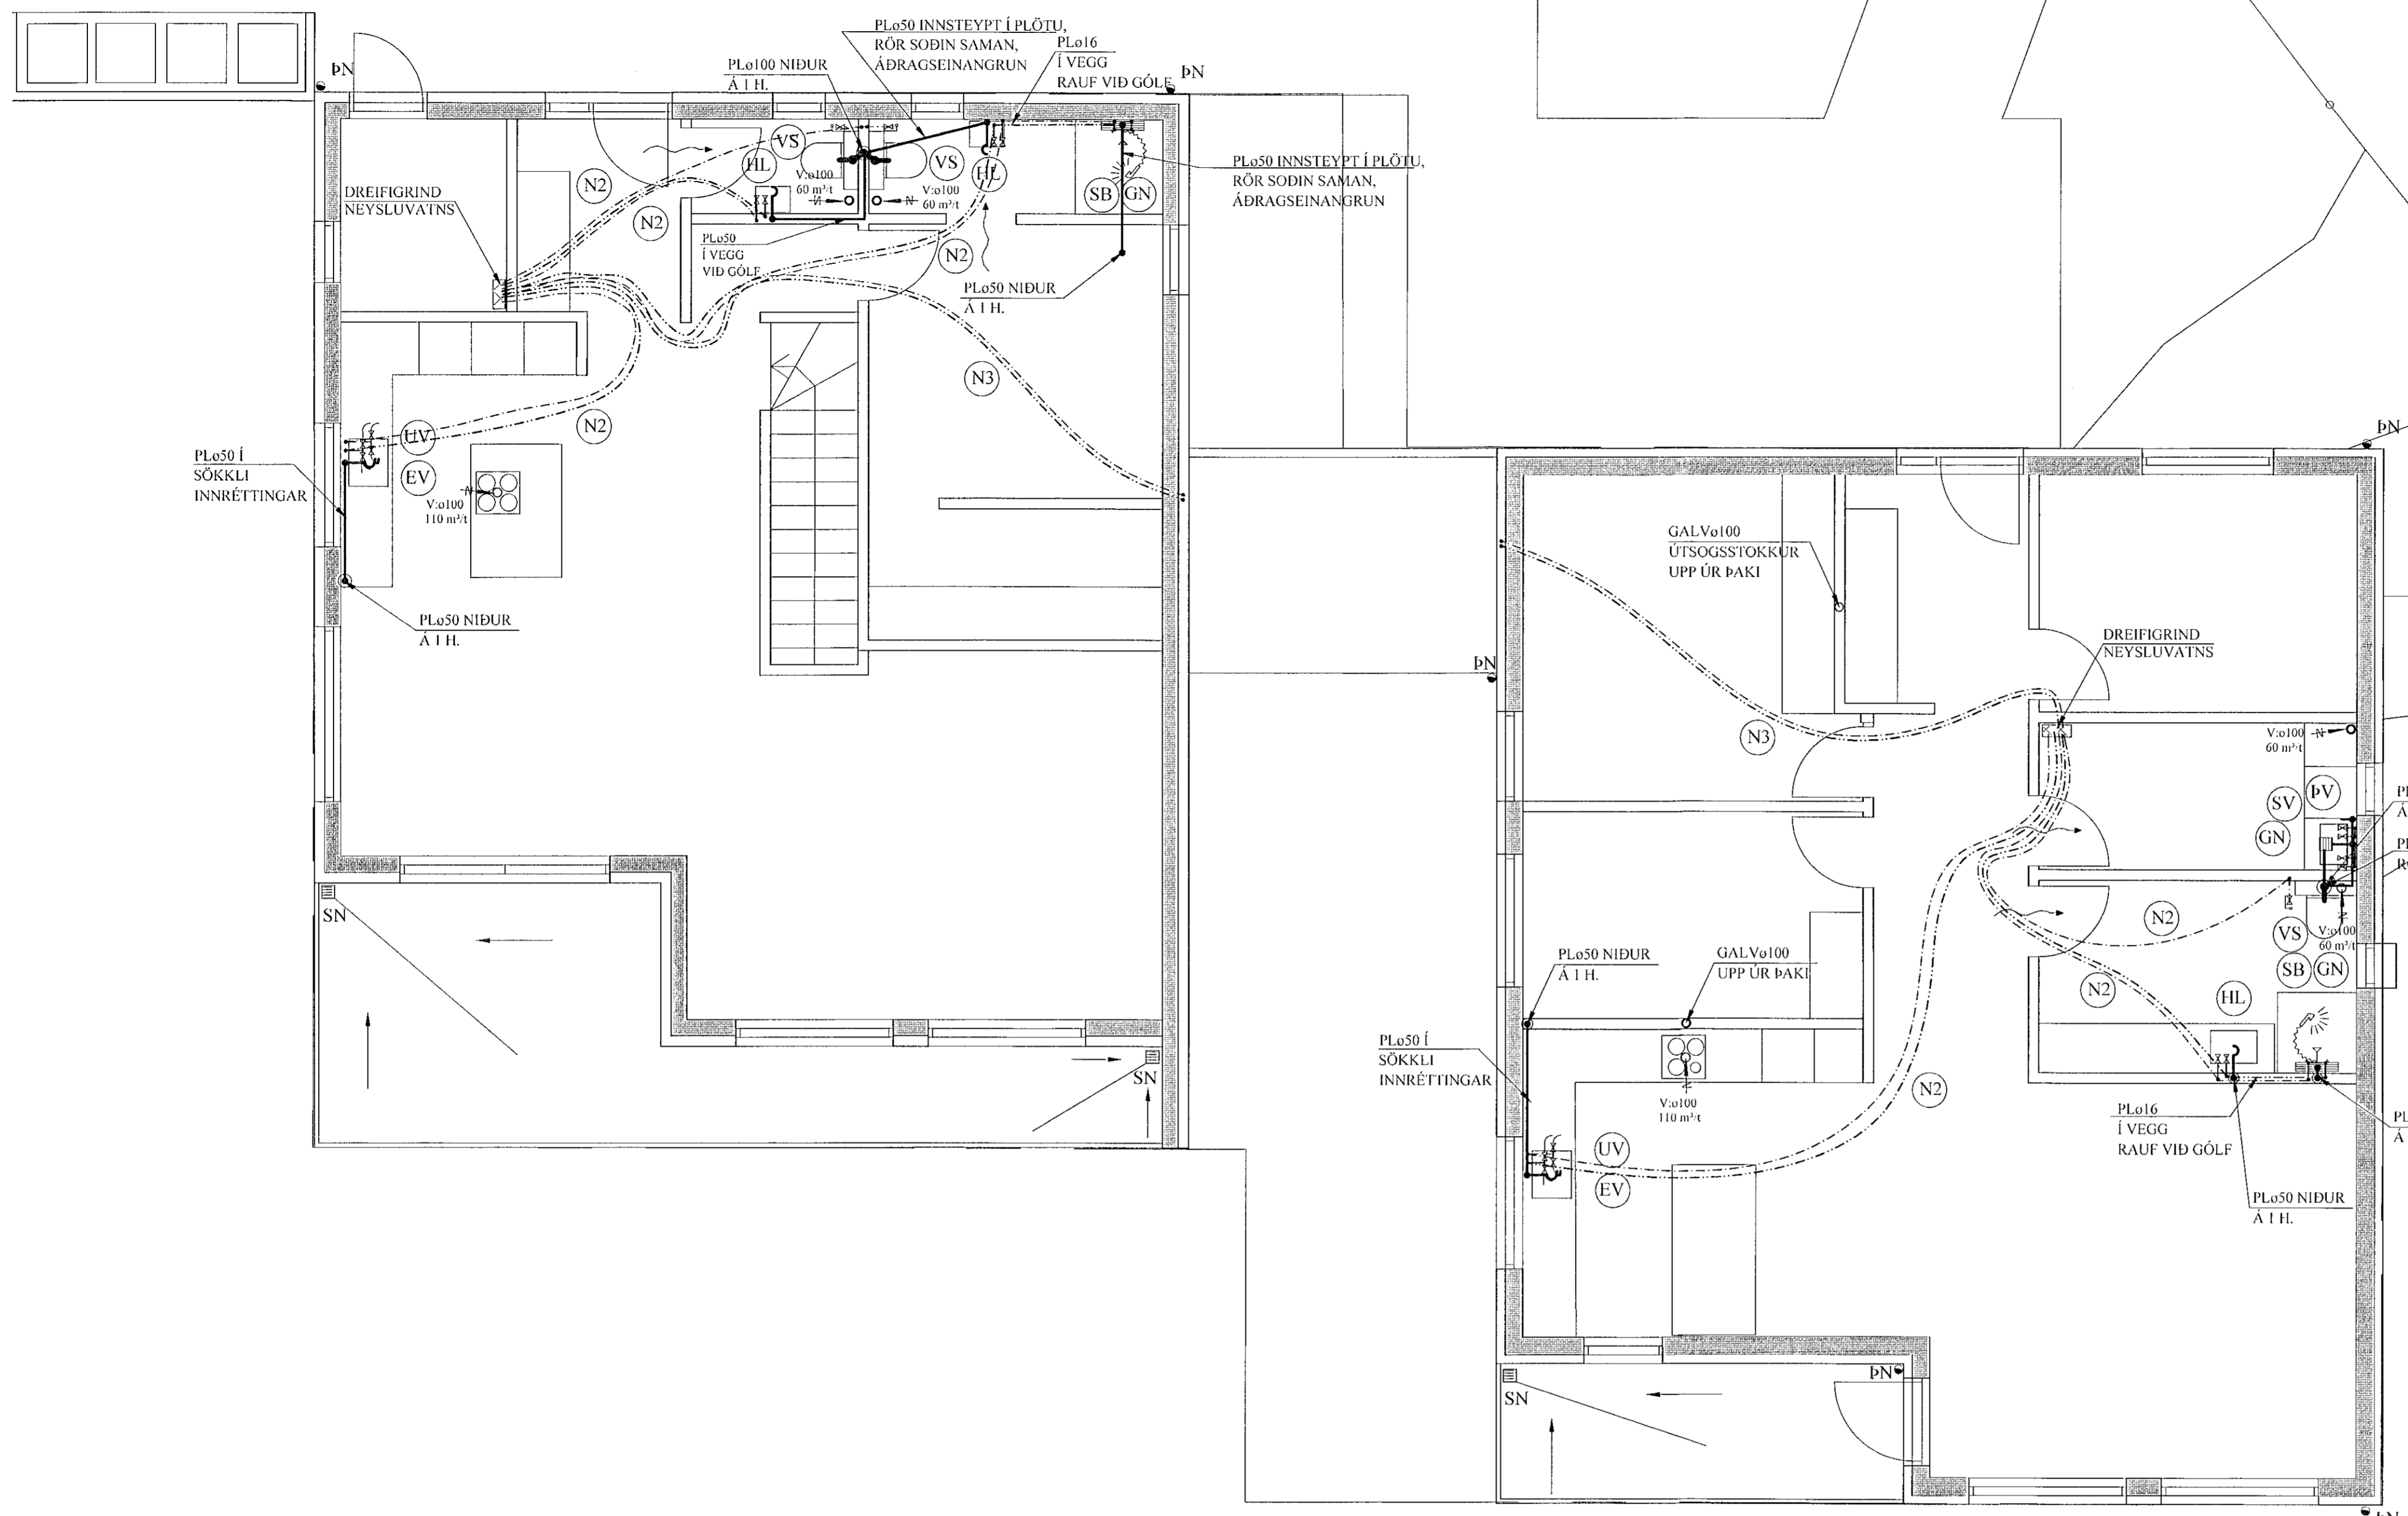 ÞN
PLø50 INNSTEYPT Í PLÖTU,
RÖR SOÐIN SAMAN,
ÁÐRAGSEINANGRUN
PLø16
Í VEGG
RAUF VIÐ GÓLF
ÞN
PLø100 NIÐUR
Á 1 H.
VS
HL
VS
HL
V:ø100
60 m³/t
V:ø100
60 m³/t
SB
GN
PLø50 INNSTEYPT Í PLÖTU,
RÖR SOÐIN SAMAN,
ÁÐRAGSEINANGRUN
DREIFIGRIND
NEYSLUVATNS
N2
N2
PLø50
Í VEGG
VIÐ GÓLF
N2
PLø50 NIÐUR
Á 1 H.
N3
N2
UV
EV
PLø50 Í
SÖKKLI
INNRÉTTINGAR
V:ø100
110 m³/t
PLø50 NIÐUR
Á 1 H.
SN
SN
ÞN
GALVø100
ÚTSOGSSTOKKUR
UPP ÚR ÞAKI
ÞN
DREIFIGRIND
NEYSLUVATNS
N3
V:ø100
60 m³/t
SV
ÞV
GN
N2
VS
V:ø100
60 m³/t
SB
GN
N2
HL
PLø50 NIÐUR
Á 1 H.
GALVø100
UPP ÚR ÞAKI
PLø50 Í
SÖKKLI
INNRÉTTINGAR
V:ø100
110 m³/t
N2
PLø16
Í VEGG
RAUF VIÐ GÓLF
PL
Á
UV
EV
PLø50 NIÐUR
Á 1 H.
ÞN
SN
ÞN